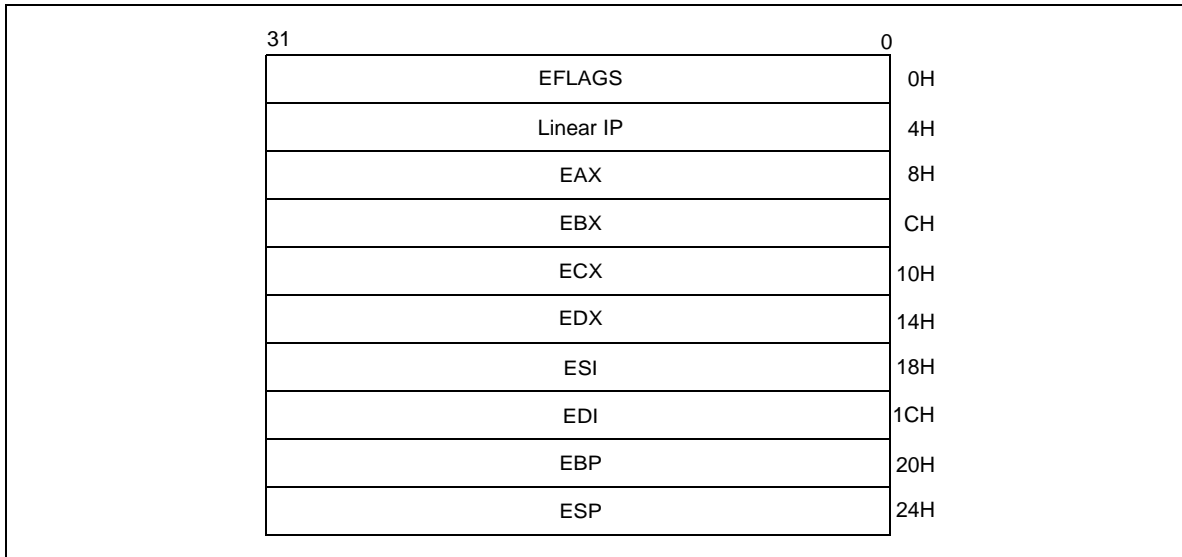 31 0
EFLAGS 0H
Linear IP 4H
EAX 8H
EBX CH
ECX 10H
EDX 14H
ESI 18H
EDI 1CH
EBP 20H
ESP 24H